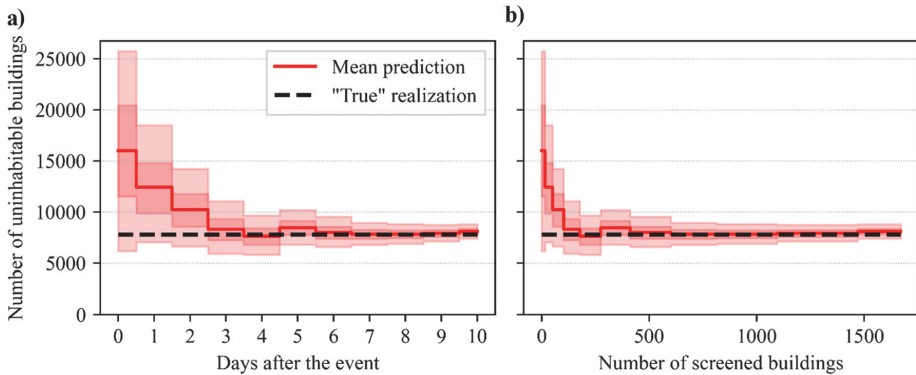 a)
Number of uninhabitable buildings
25000
20000
15000
10000
5000
0
Mean prediction
"True" realization
0 1 2 3 4 5 6 7 8 9 10
Days after the event
b)
0 500 1000 1500
Number of screened buildings